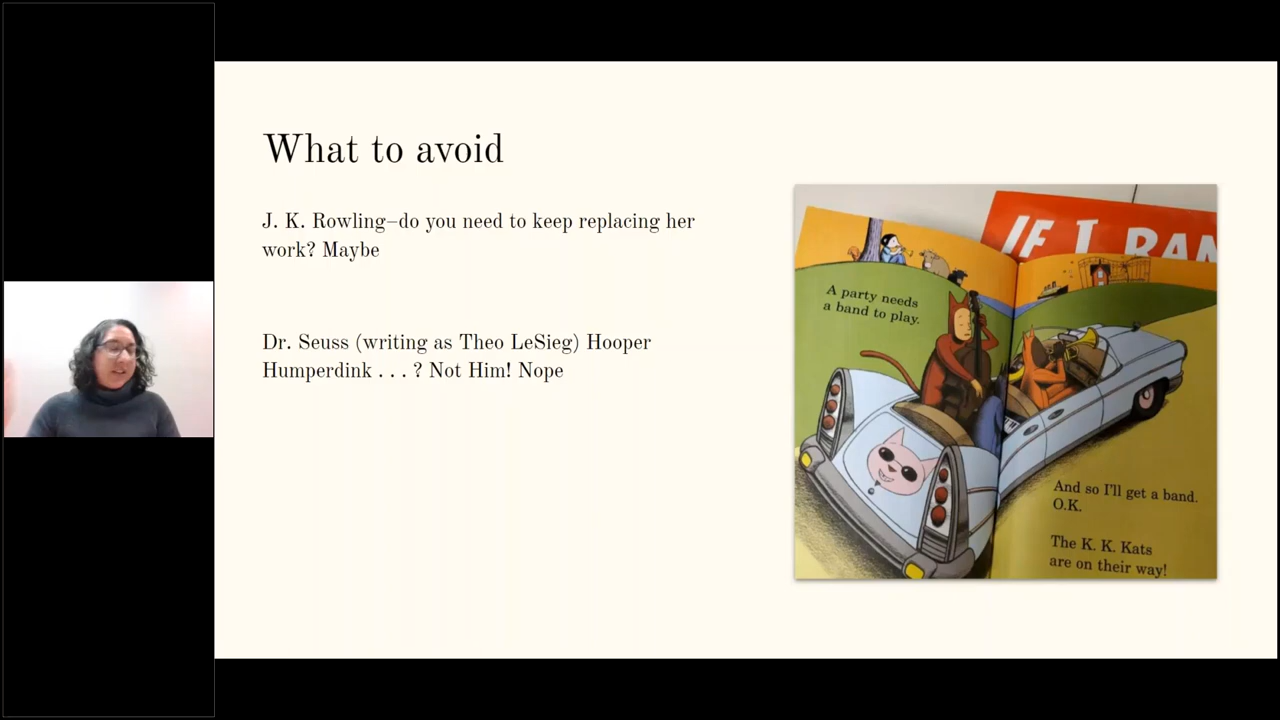 What to avoid
J. K. Rowling–do you need to keep replacing her
work? Maybe
Dr. Seuss (writing as Theo LeSieg) Hooper
Humperdink . . . ? Not Him! Nope
IF I RAN
A party needs
a band to play.
And so I'll get a band.
O.K.
The K. K. Kats
are on their way!